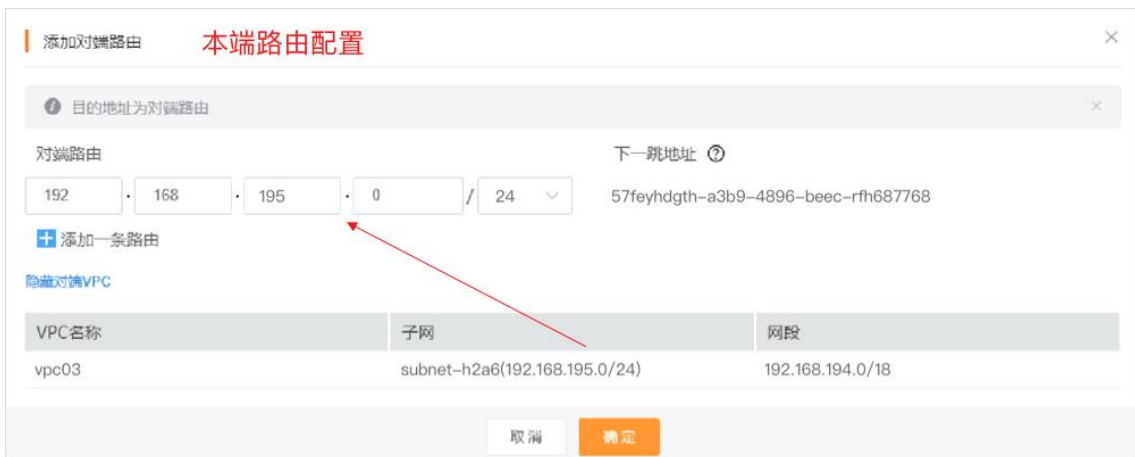 添加对端路由 本端路由配置
目的地址为对端路由
对端路由 下一跳地址
192 . 168 . 195 . 0 / 24 57feyhdgth-a3b9-4896-beec-rfh687768
添加一条路由
隐藏对端VPC
VPC名称 子网 网段
vpc03 subnet-h2a6(192.168.195.0/24) 192.168.194.0/18
取消 确定